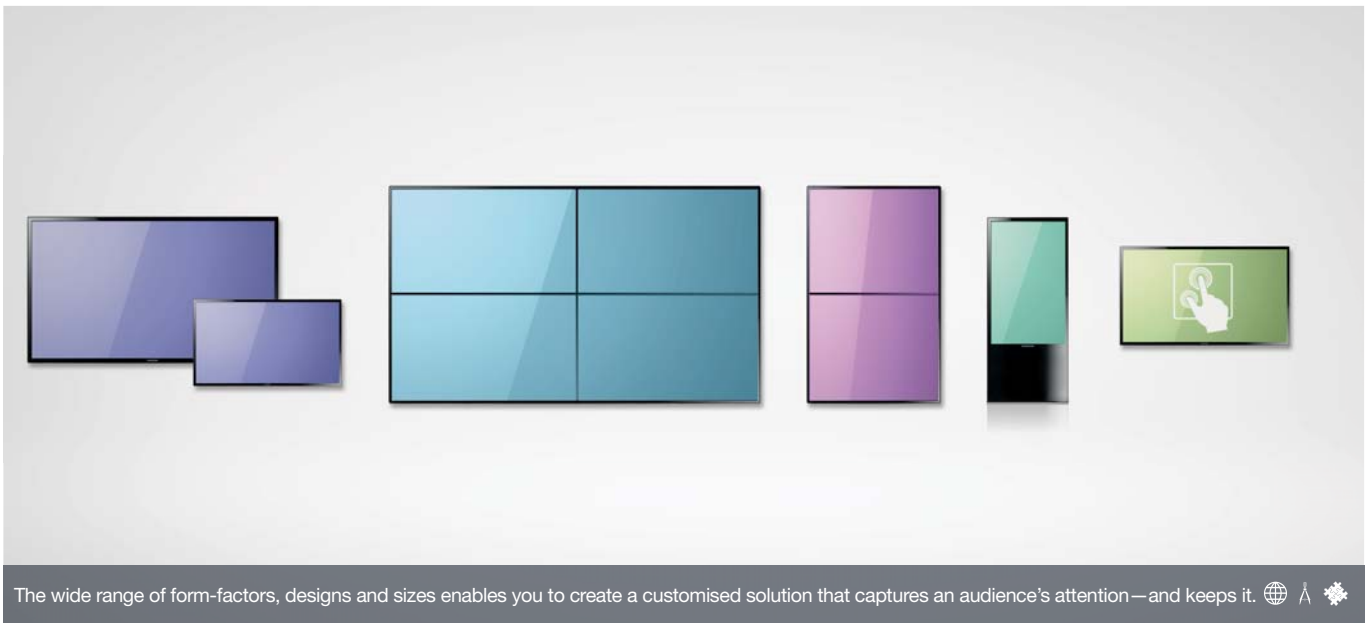 The wide range of form-factors, designs and sizes enables you to create a customised solution that captures an audience’s attention—and keeps it.